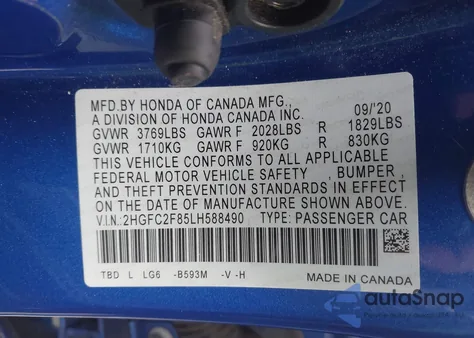 MFD.BY HONDA OF CANADA MFG., 09/'20
A DIVISION OF HONDA CANADA INC.
GVWR 3769LBS GAWR F 2028LBS R 1829LBS
GVWR 1710KG GAWR F 920KG R 830KG
THIS VEHICLE CONFORMS TO ALL APPLICABLE
FEDERAL MOTOR VEHICLE SAFETY , BUMPER ,
AND THEFT PREVENTION STANDARDS IN EFFECT
ON THE DATE OF MANUFACTURE SHOWN ABOVE.
V.I.N: 2HGFC2F85LH588490 TYPE: PASSENGER CAR
TBD L LG6 -B593M -V -H
MADE IN CANADA
autoSnap